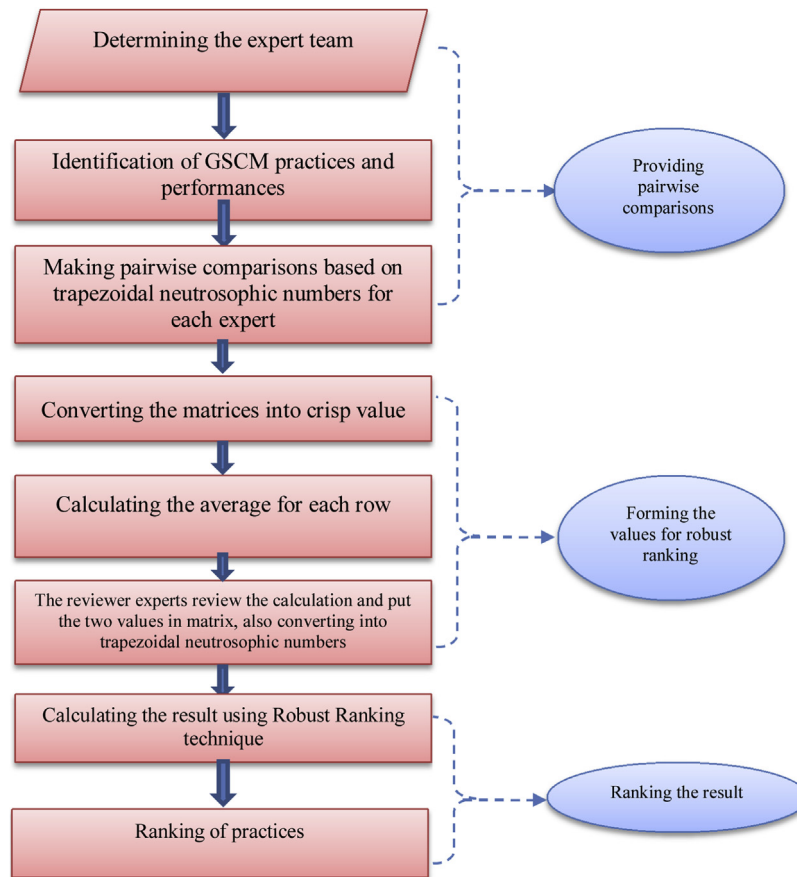 Determining the expert team
Identification of GSCM practices and
performances
Making pairwise comparisons based on
trapezoidal neutrosophic numbers for
each expert
Providing
pairwise
comparisons
Converting the matrices into crisp value
Calculating the average for each row
The reviewer experts review the calculation and put
the two values in matrix, also converting into
trapezoidal neutrosophic numbers
Forming the
values for robust
ranking
Calculating the result using Robust Ranking
technique
Ranking of practices
Ranking the result